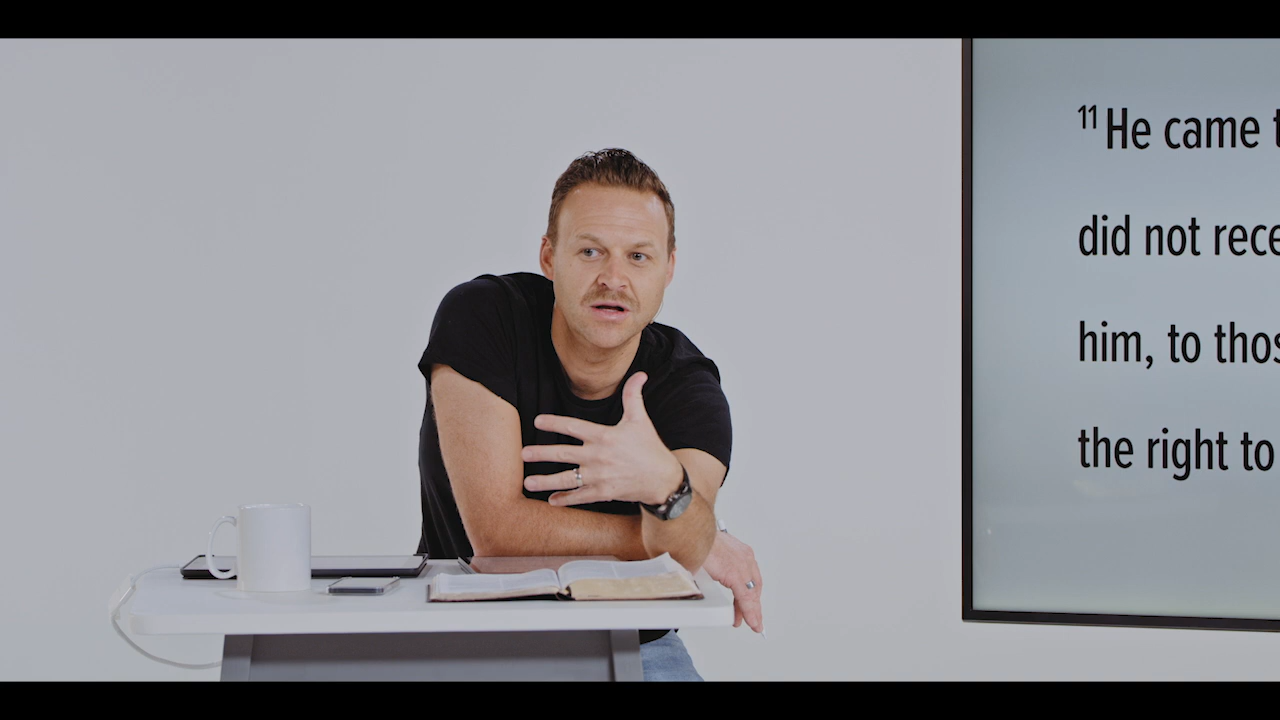 ¹¹ He came
did not
him, to
the right to